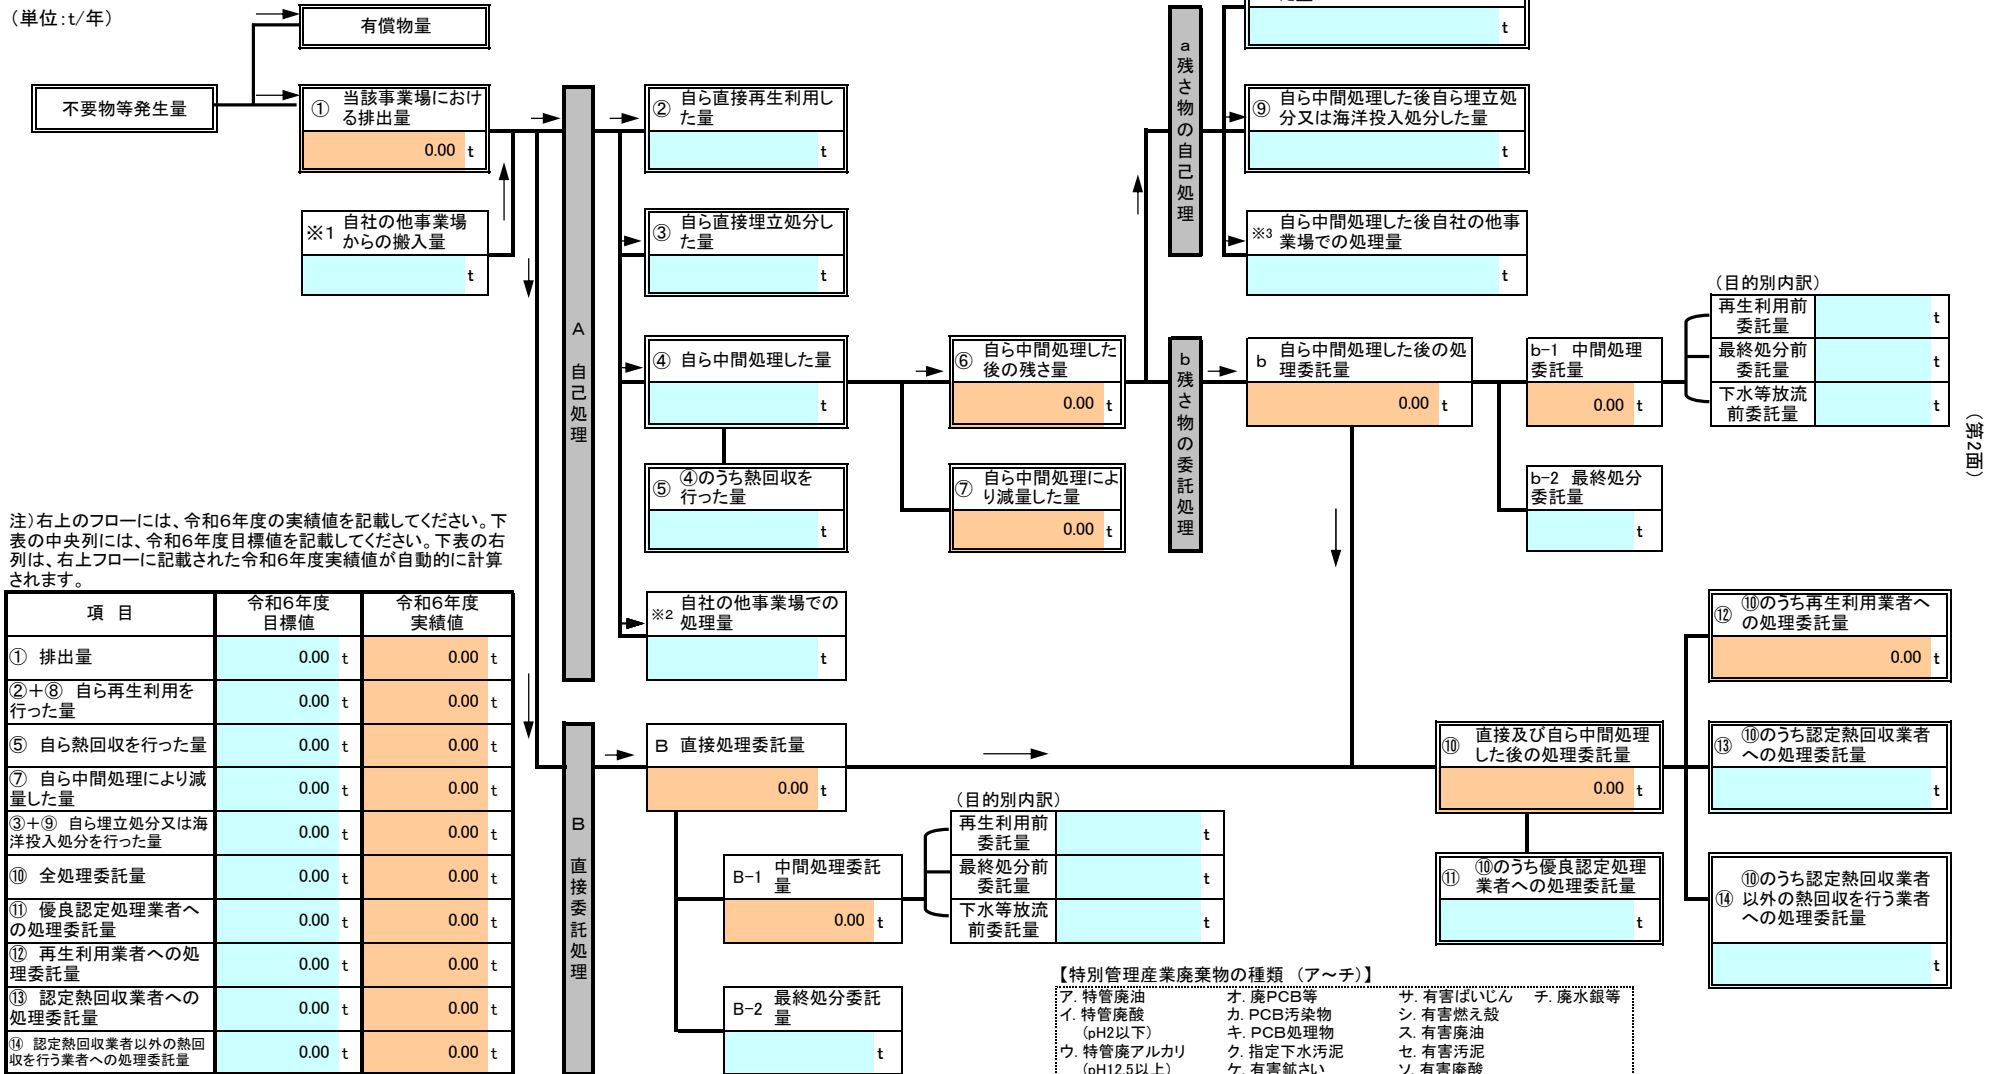 (単位:t/年)
有償物量
不要物等発生量
① 当該事業場におけ
る排出量
0.00 t
※1 自社の他事業場
からの搬入量
t
A 自己処理
② 自ら直接再生利用し
た量
t
③ 自ら直接埋立処分し
た量
t
④ 自ら中間処理した量
t
⑤ ④のうち熱回収を
行った量
t
※2 自社の他事業場での
処理量
t
⑥ 自ら中間処理した
後の残さ量
0.00 t
⑦ 自ら中間処理によ
り減量した量
0.00 t
a残さ物の自己処理
t
⑨ 自ら中間処理した後自ら埋立処
分又は海洋投入処分した量
t
※3 自ら中間処理した後自社の他事
業場での処理量
t
b残さ物の委託処理
b 自ら中間処理した後の処
理委託量
0.00 t
b-1 中間処理
委託量
0.00 t
(目的別内訳)
再生利用前
委託量
t
最終処分前
委託量
t
下水等放流
前委託量
t
b-2 最終処分
委託量
t
(第2面)
注)右上のフローには、令和6年度の実績値を記載してください。下
表の中央列には、令和6年度目標値を記載してください。下表の右
列は、右上フローに記載された令和6年度実績値が自動的に計算
されます。
項 目
令和6年度
目標値
令和6年度
実績値
① 排出量 0.00 t 0.00 t
②+⑧ 自ら再生利用を
行った量 0.00 t 0.00 t
⑤ 自ら熱回収を行った量 0.00 t 0.00 t
⑦ 自ら中間処理により減
量した量 0.00 t 0.00 t
③+⑨ 自ら埋立処分又は海
洋投入処分を行った量 0.00 t 0.00 t
⑩ 全処理委託量 0.00 t 0.00 t
⑪ 優良認定処理業者へ
の処理委託量 0.00 t 0.00 t
⑫ 再生利用業者への処
理委託量 0.00 t 0.00 t
⑬ 認定熱回収業者への
処理委託量 0.00 t 0.00 t
⑭ 認定熱回収業者以外の熱回
収を行う業者への処理委託量 0.00 t 0.00 t
B 直接委託処理
B 直接処理委託量
0.00 t
B-1 中間処理委託
量
0.00 t
(目的別内訳)
再生利用前
委託量
t
最終処分前
委託量
t
下水等放流
前委託量
t
B-2 最終処分委託
量
t
⑩ 直接及び自ら中間処理
した後の処理委託量
0.00 t
⑪ ⑩のうち優良認定処理
業者への処理委託量
t
⑫ ⑩のうち再生利用業者へ
の処理委託量
0.00 t
⑬ ⑩のうち認定熱回収業者
への処理委託量
t
⑭ ⑩のうち認定熱回収業者
以外の熱回収を行う業者
への処理委託量
t
【特別管理産業廃棄物の種類 (ア~チ)】
ア. 特管廃油 オ. 廃PCB等 サ. 有害ばいじん チ. 廃水銀等
イ. 特管廃酸 カ. PCB汚染物 シ. 有害燃え殻
(pH2以下) キ. PCB処理物 ス. 有害廃油
ウ. 特管廃アルカリ ク. 指定下水汚泥 セ. 有害汚泥
(pH12.5以上) ケ. 有害鉱さい ソ. 有害廃酸